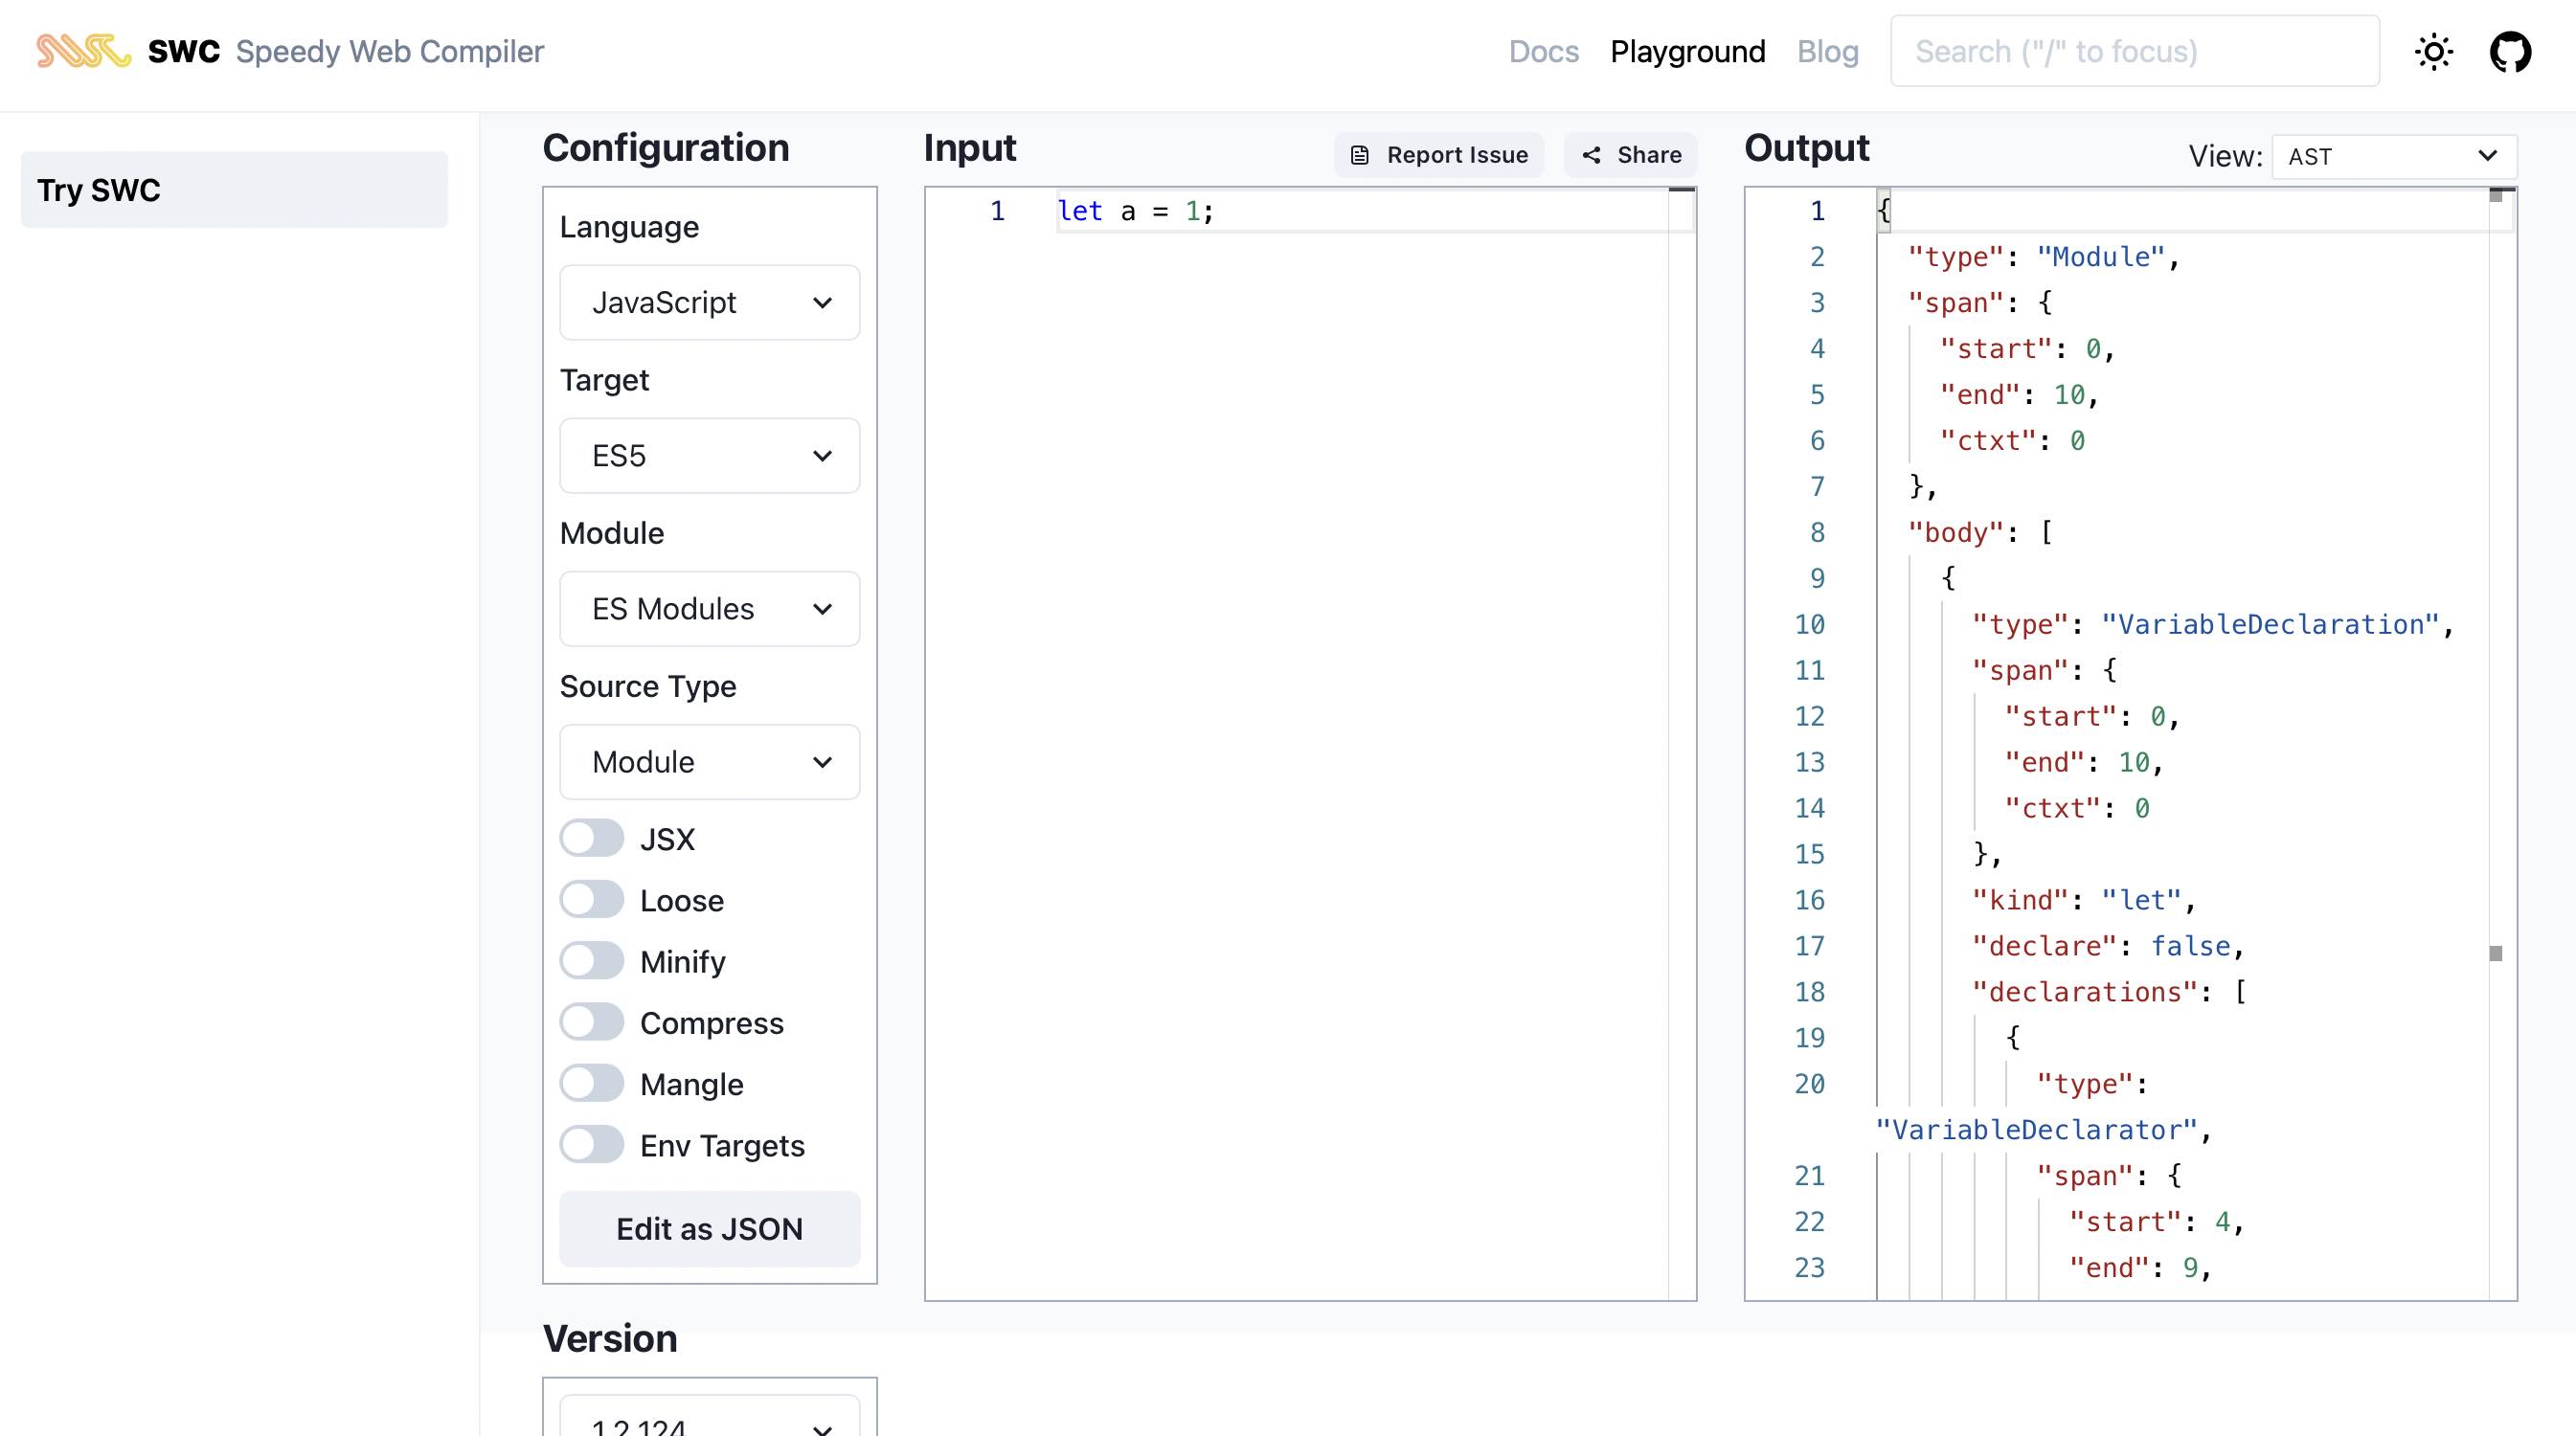 SWC Speedy Web Compiler
Docs
Playground
Blog
Search ("/" to focus)
Try SWC
Configuration
Language
JavaScript
Target
ES5
Module
ES Modules
Source Type
Module
JSX
Loose
Minify
Compress
Mangle
Env Targets
Edit as JSON
Version
1.2.124
Input
Report Issue
Share
1 let a = 1;
Output
View: AST
1 {
2 "type": "Module",
3 "span": {
4 "start": 0,
5 "end": 10,
6 "ctxt": 0
7 },
8 "body": [
9 {
10 "type": "VariableDeclaration",
11 "span": {
12 "start": 0,
13 "end": 10,
14 "ctxt": 0
15 },
16 "kind": "let",
17 "declare": false,
18 "declarations": [
19 {
20 "type":
"VariableDeclarator",
21 "span": {
22 "start": 4,
23 "end": 9,